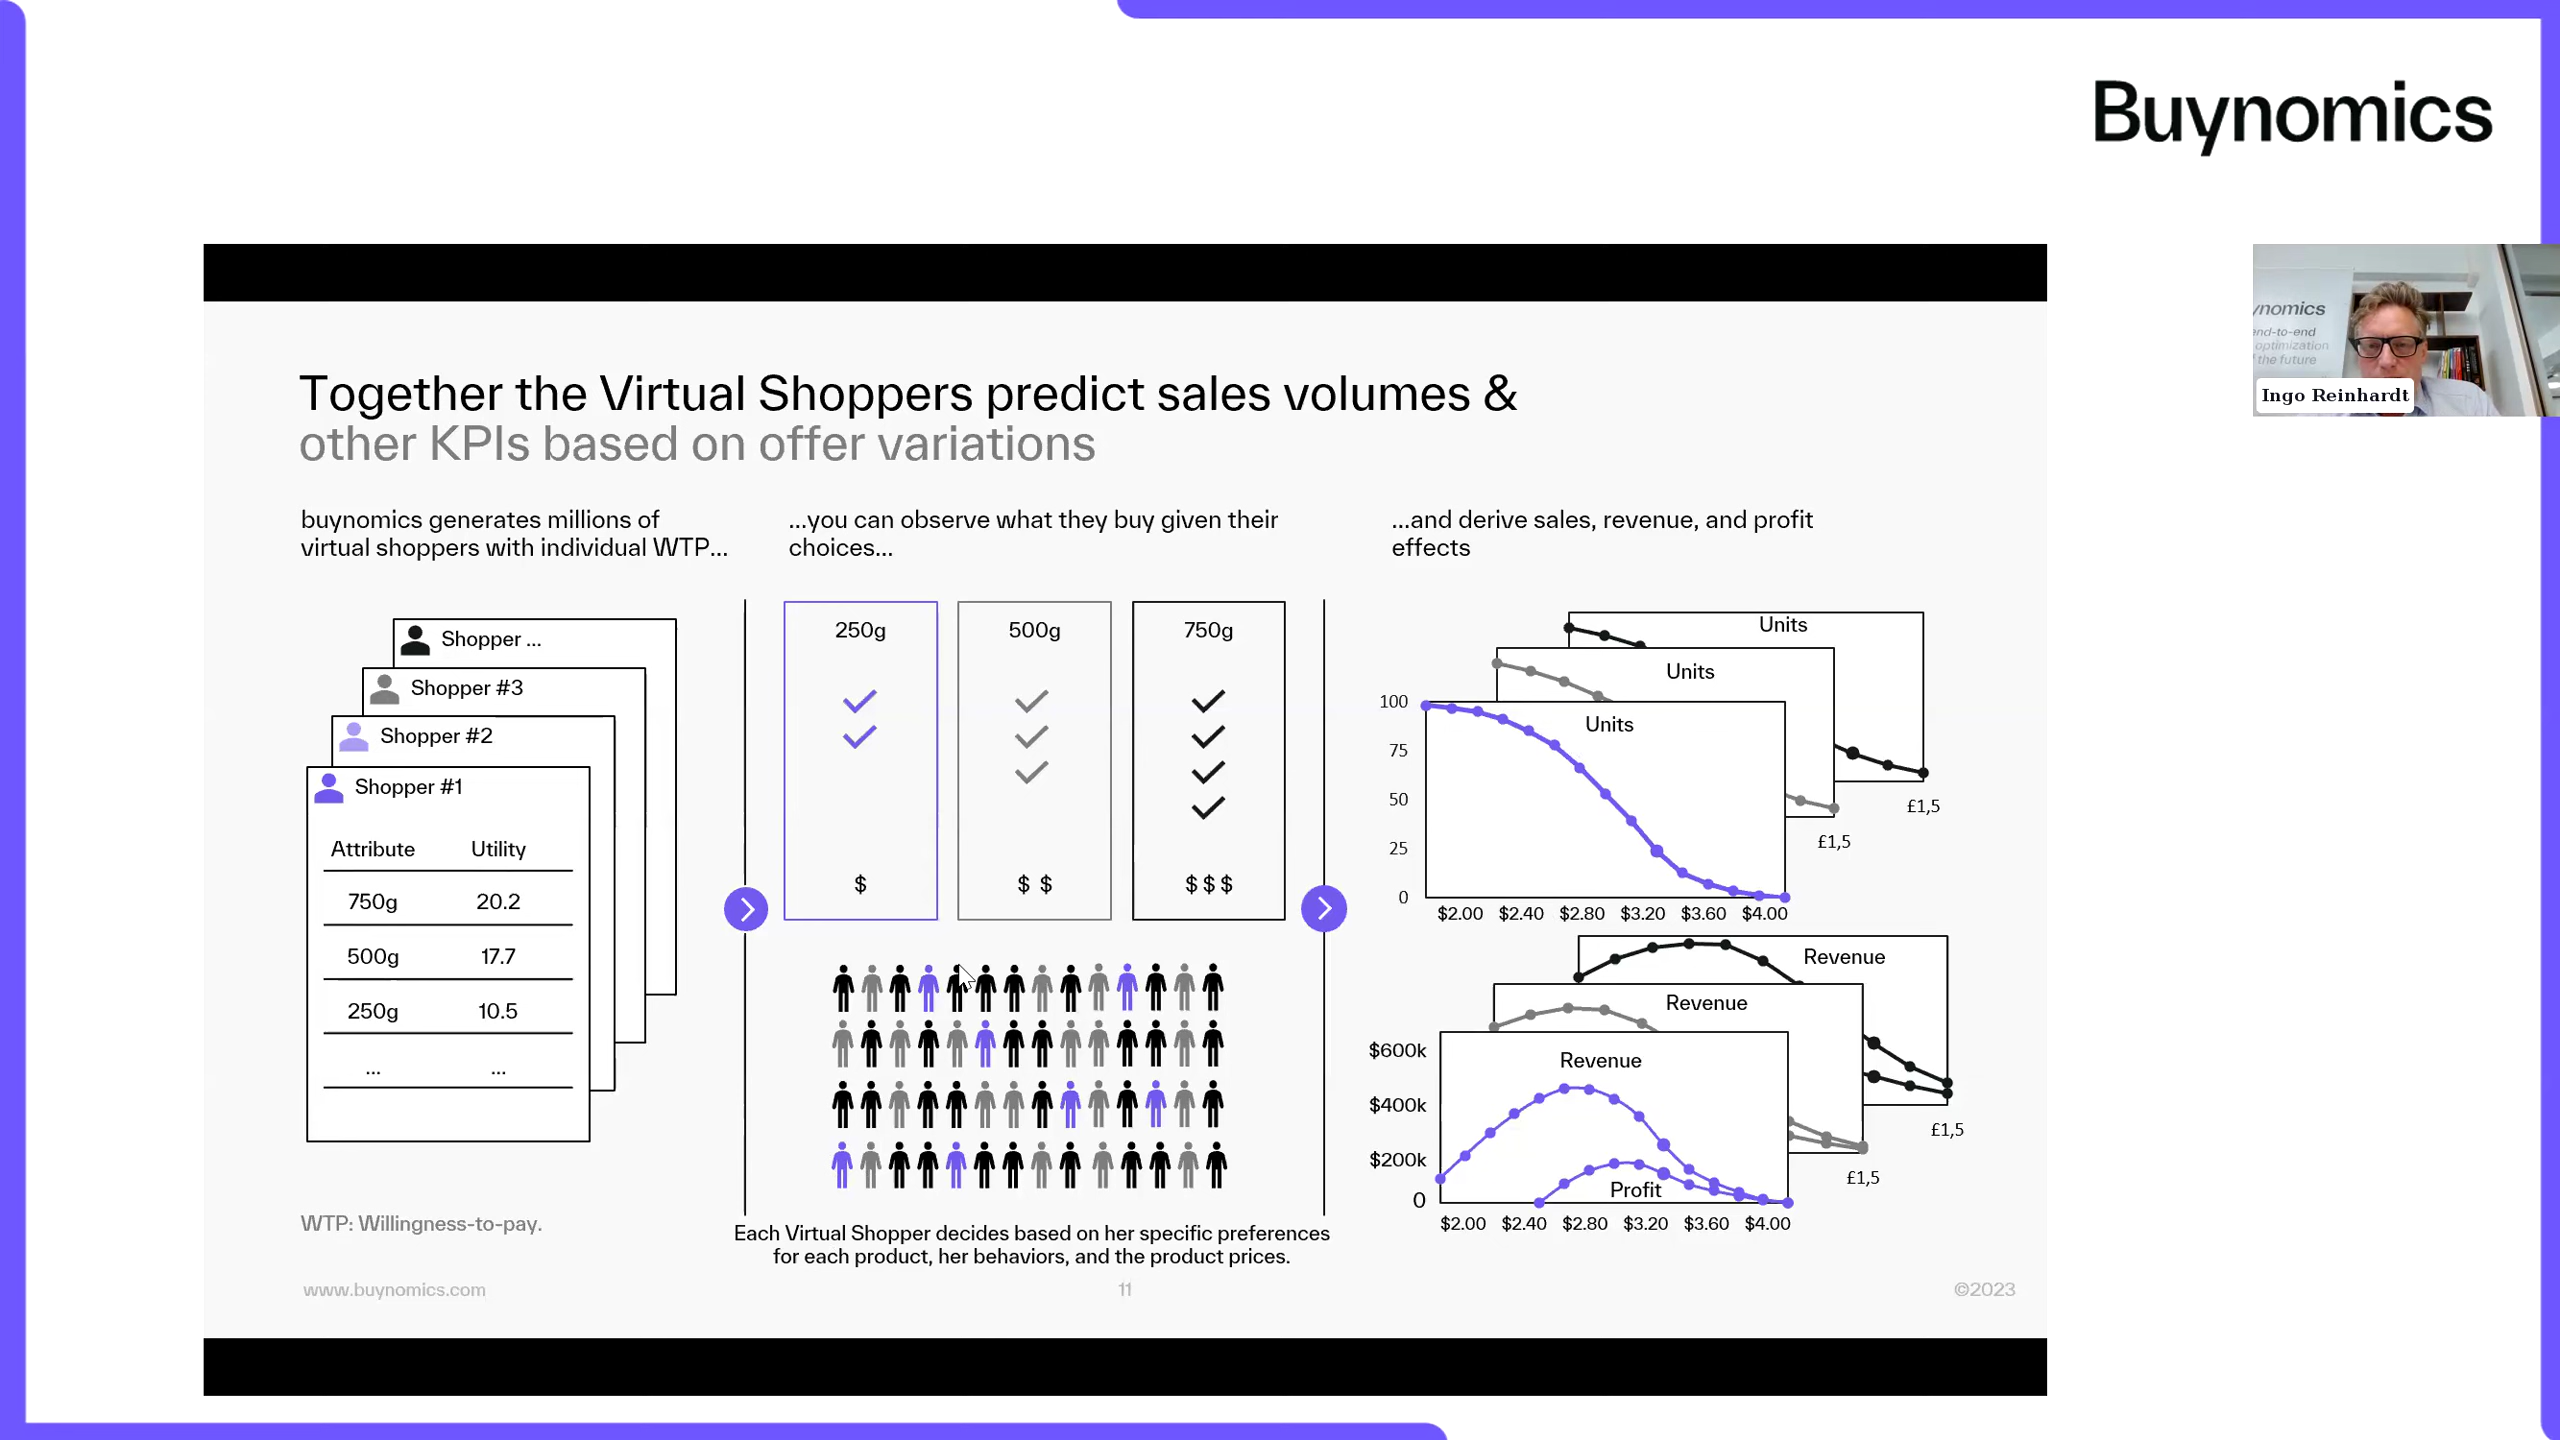 Buynomics
ynomics
end-to-end
optimization
the future
Ingo Reinhardt
Together the Virtual Shoppers predict sales volumes &
other KPIs based on offer variations
buynomics generates millions of
virtual shoppers with individual WTP...
Shopper ...
Shopper #3
Shopper #2
Shopper #1
Attribute Utility
750g 20.2
500g 17.7
250g 10.5
... ...
WTP: Willingness-to-pay.
...you can observe what they buy given their
choices...
250g 500g 750g
$ $ $ $ $ $
Each Virtual Shopper decides based on her specific preferences
for each product, her behaviors, and the product prices.
...and derive sales, revenue, and profit
effects
Units
Units
Units
100
75
50
25
0
$2.00 $2.40 $2.80 $3.20 $3.60 $4.00
£1,5
£1,5
Revenue
Revenue
Revenue
$600k
$400k
$200k
0
Profit
$2.00 $2.40 $2.80 $3.20 $3.60 $4.00
£1,5
£1,5
www.buynomics.com
11
©2023